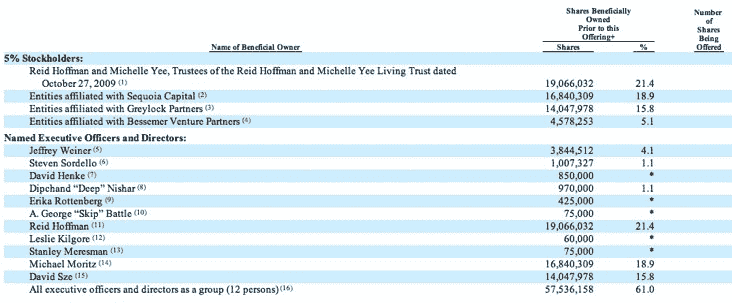 Shares Beneficially
Owned
Prior to this
Offering+
Number
of
Shares
Being
Offered
Name of Beneficial Owner
Shares
%
5% Stockholders:
Reid Hoffman and Michelle Yee, Trustees of the Reid Hoffman and Michelle Yee Living Trust dated
October 27, 2009 (1) 19,066,032 21.4
Entities affiliated with Sequoia Capital (2) 16,840,309 18.9
Entities affiliated with Greylock Partners (3) 14,047,978 15.8
Entities affiliated with Bessemer Venture Partners (4) 4,578,253 5.1
Named Executive Officers and Directors:
Jeffrey Weiner (5) 3,844,512 4.1
Steven Sordello (6) 1,007,327 1.1
David Henke (7) 850,000 *
Dipchand “Deep” Nishar (8) 970,000 1.1
Erika Rottenberg (9) 425,000 *
A. George “Skip” Battle (10) 75,000 *
Reid Hoffman (11) 19,066,032 21.4
Leslie Kilgore (12) 60,000 *
Stanley Meresman (13) 75,000 *
Michael Moritz (14) 16,840,309 18.9
David Sze (15) 14,047,978 15.8
All executive officers and directors as a group (12 persons) (16) 57,536,158 61.0